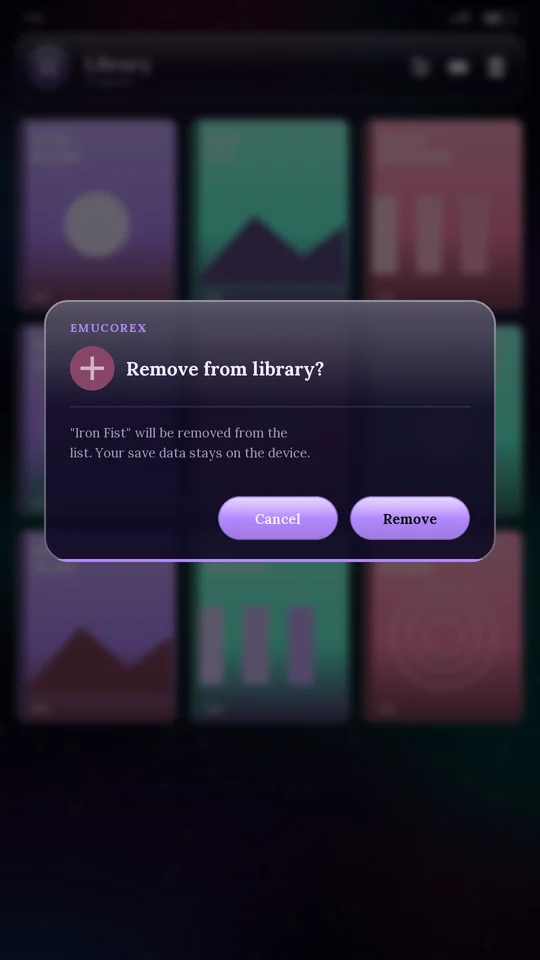 Library
EMUCOREX
Remove from library?
"Iron Fist" will be removed from the
list. Your save data stays on the device.
Cancel
Remove